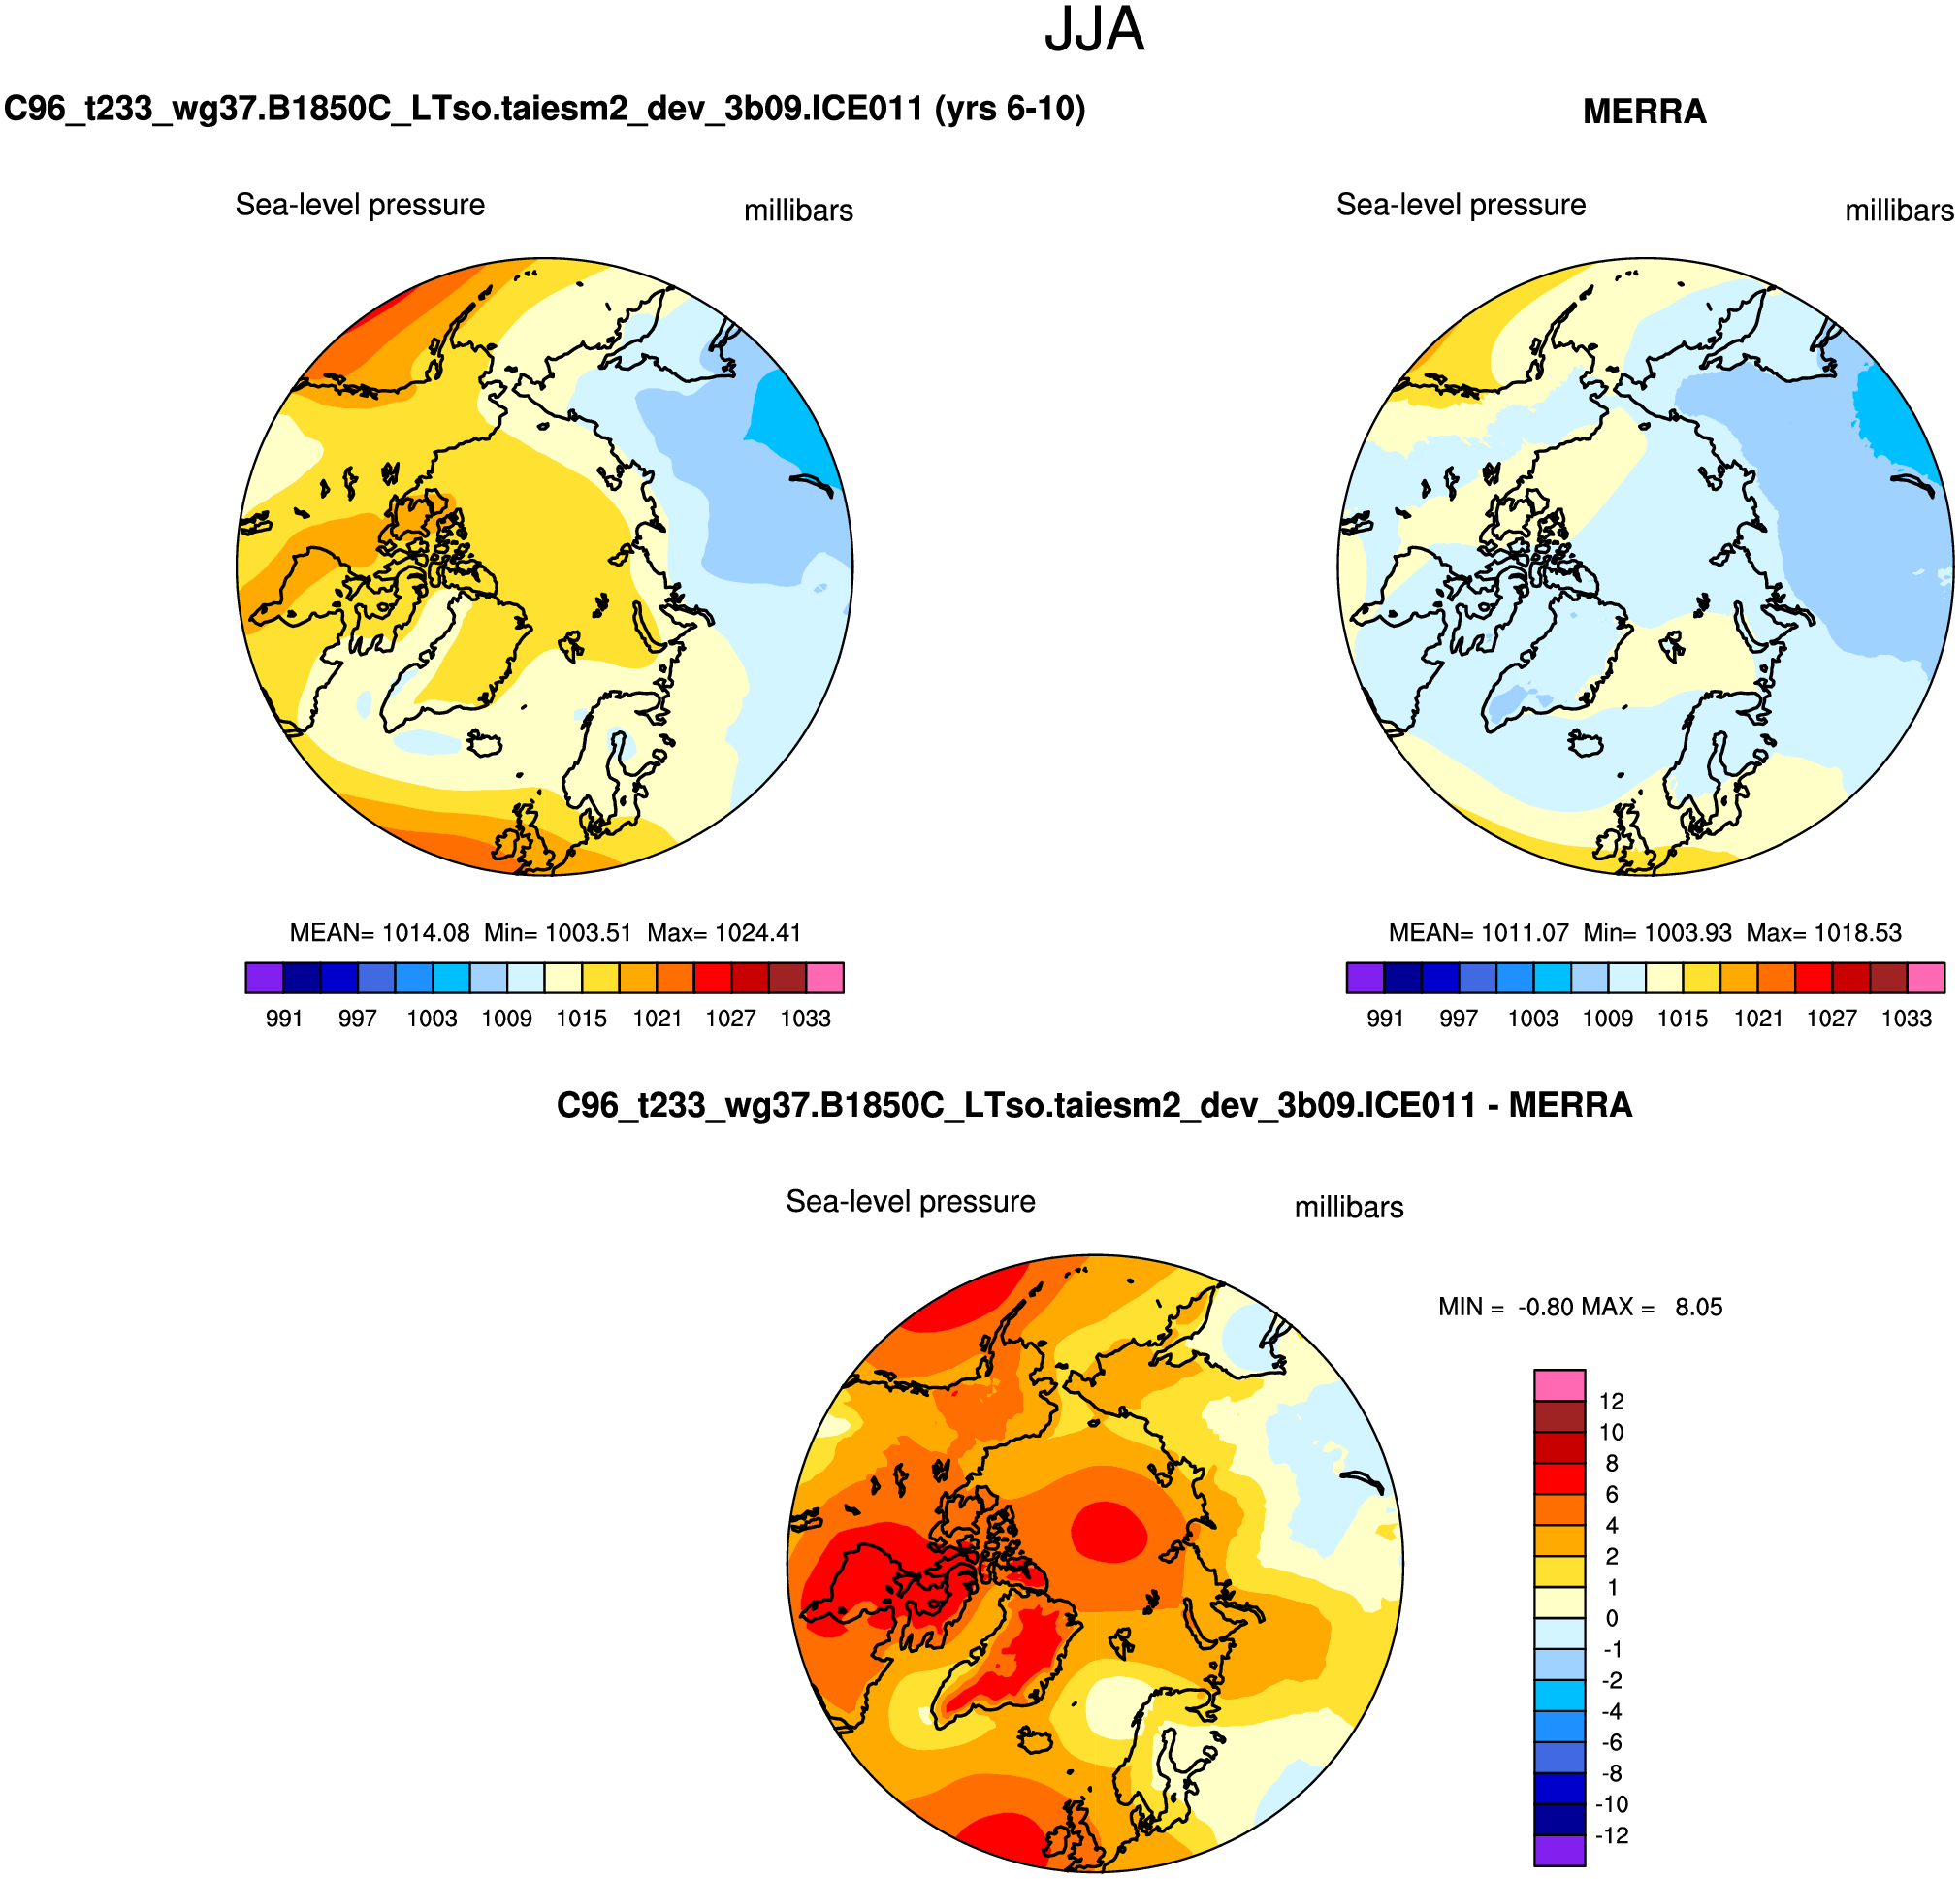 JJA
C96_t233_wg37.B1850C_LTso.taiesm2_dev_3b09.ICE011 (yrs 6-10)
MERRA
Sea-level pressure
millibars
Sea-level pressure
millibars
MEAN= 1014.08 Min= 1003.51 Max= 1024.41
991 997 1003 1009 1015 1021 1027 1033
MEAN= 1011.07 Min= 1003.93 Max= 1018.53
991 997 1003 1009 1015 1021 1027 1033
C96_t233_wg37.B1850C_LTso.taiesm2_dev_3b09.ICE011 - MERRA
Sea-level pressure
millibars
MIN = -0.80 MAX = 8.05
12
10
8
6
4
2
1
0
-1
-2
-4
-6
-8
-10
-12